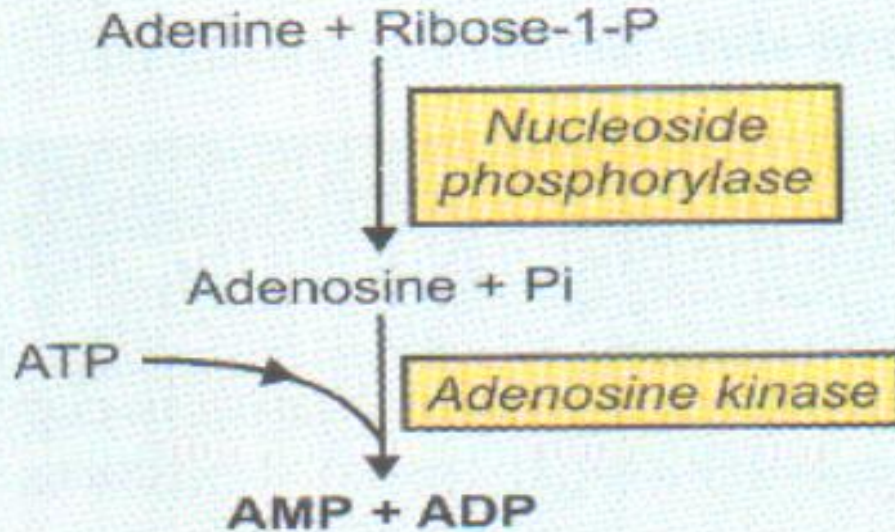 Adenine + Ribose-1-P
Nucleoside
phosphorylase
Adenosine + Pi
ATP
Adenosine kinase
AMP + ADP